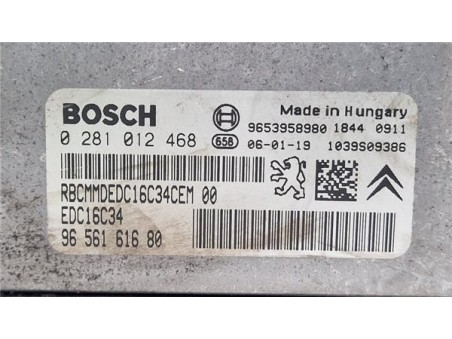 BOSCH
Made in Hungary
0 281 012 468
9653958980 1844 0911
658 06-01-19 1039S09386
RBCMMDEDC16C34CEM 00
EDC16C34
96 561 616 80